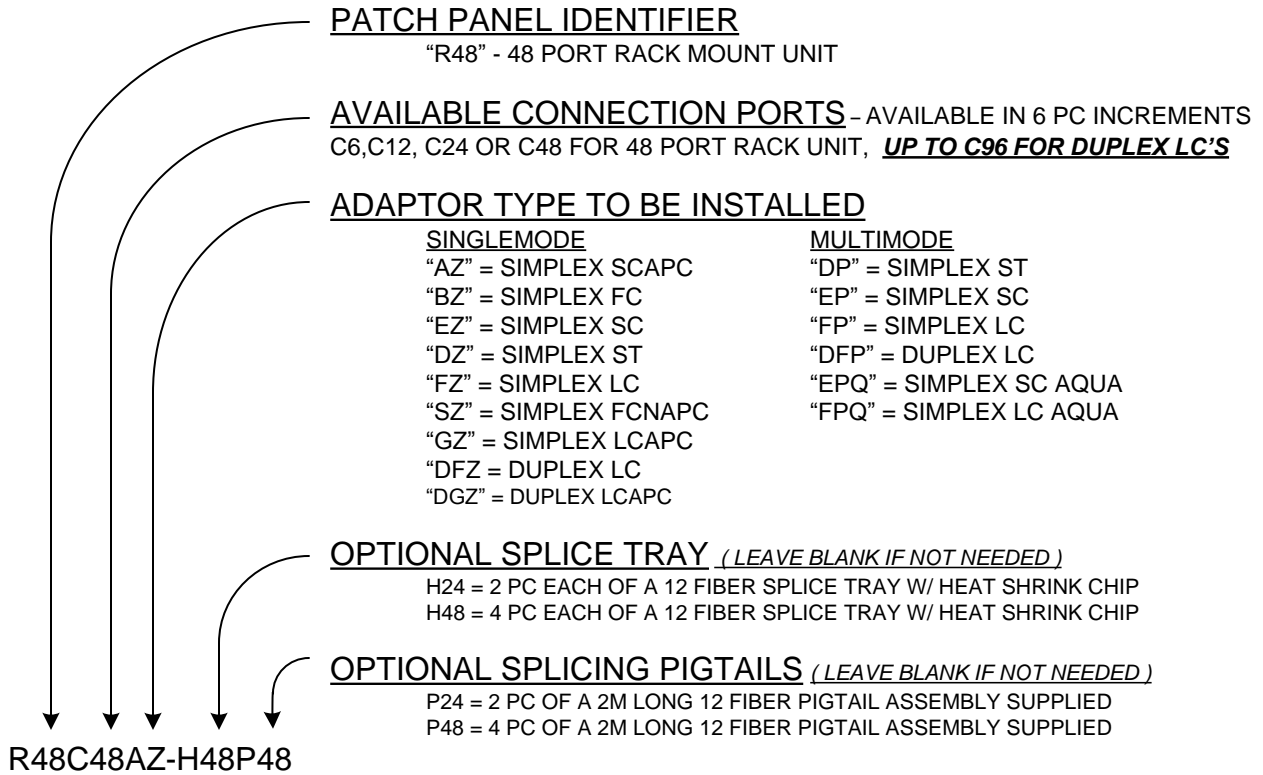 PATCH PANEL IDENTIFIER
“R48” - 48 PORT RACK MOUNT UNIT
AVAILABLE CONNECTION PORTS – AVAILABLE IN 6 PC INCREMENTS
C6,C12, C24 OR C48 FOR 48 PORT RACK UNIT, UP TO C96 FOR DUPLEX LC’S
ADAPTOR TYPE TO BE INSTALLED
SINGLEMODE
“AZ” = SIMPLEX SCAPC
“BZ” = SIMPLEX FC
“EZ” = SIMPLEX SC
“DZ” = SIMPLEX ST
“FZ” = SIMPLEX LC
“SZ” = SIMPLEX FCNAPC
“GZ” = SIMPLEX LCAPC
“DFZ = DUPLEX LC
“DGZ” = DUPLEX LCAPC
MULTIMODE
“DP” = SIMPLEX ST
“EP” = SIMPLEX SC
“FP” = SIMPLEX LC
“DFP” = DUPLEX LC
“EPQ” = SIMPLEX SC AQUA
“FPQ” = SIMPLEX LC AQUA
OPTIONAL SPLICE TRAY ( LEAVE BLANK IF NOT NEEDED )
H24 = 2 PC EACH OF A 12 FIBER SPLICE TRAY W/ HEAT SHRINK CHIP
H48 = 4 PC EACH OF A 12 FIBER SPLICE TRAY W/ HEAT SHRINK CHIP
OPTIONAL SPLICING PIGTAILS ( LEAVE BLANK IF NOT NEEDED )
P24 = 2 PC OF A 2M LONG 12 FIBER PIGTAIL ASSEMBLY SUPPLIED
P48 = 4 PC OF A 2M LONG 12 FIBER PIGTAIL ASSEMBLY SUPPLIED
R48C48AZ-H48P48